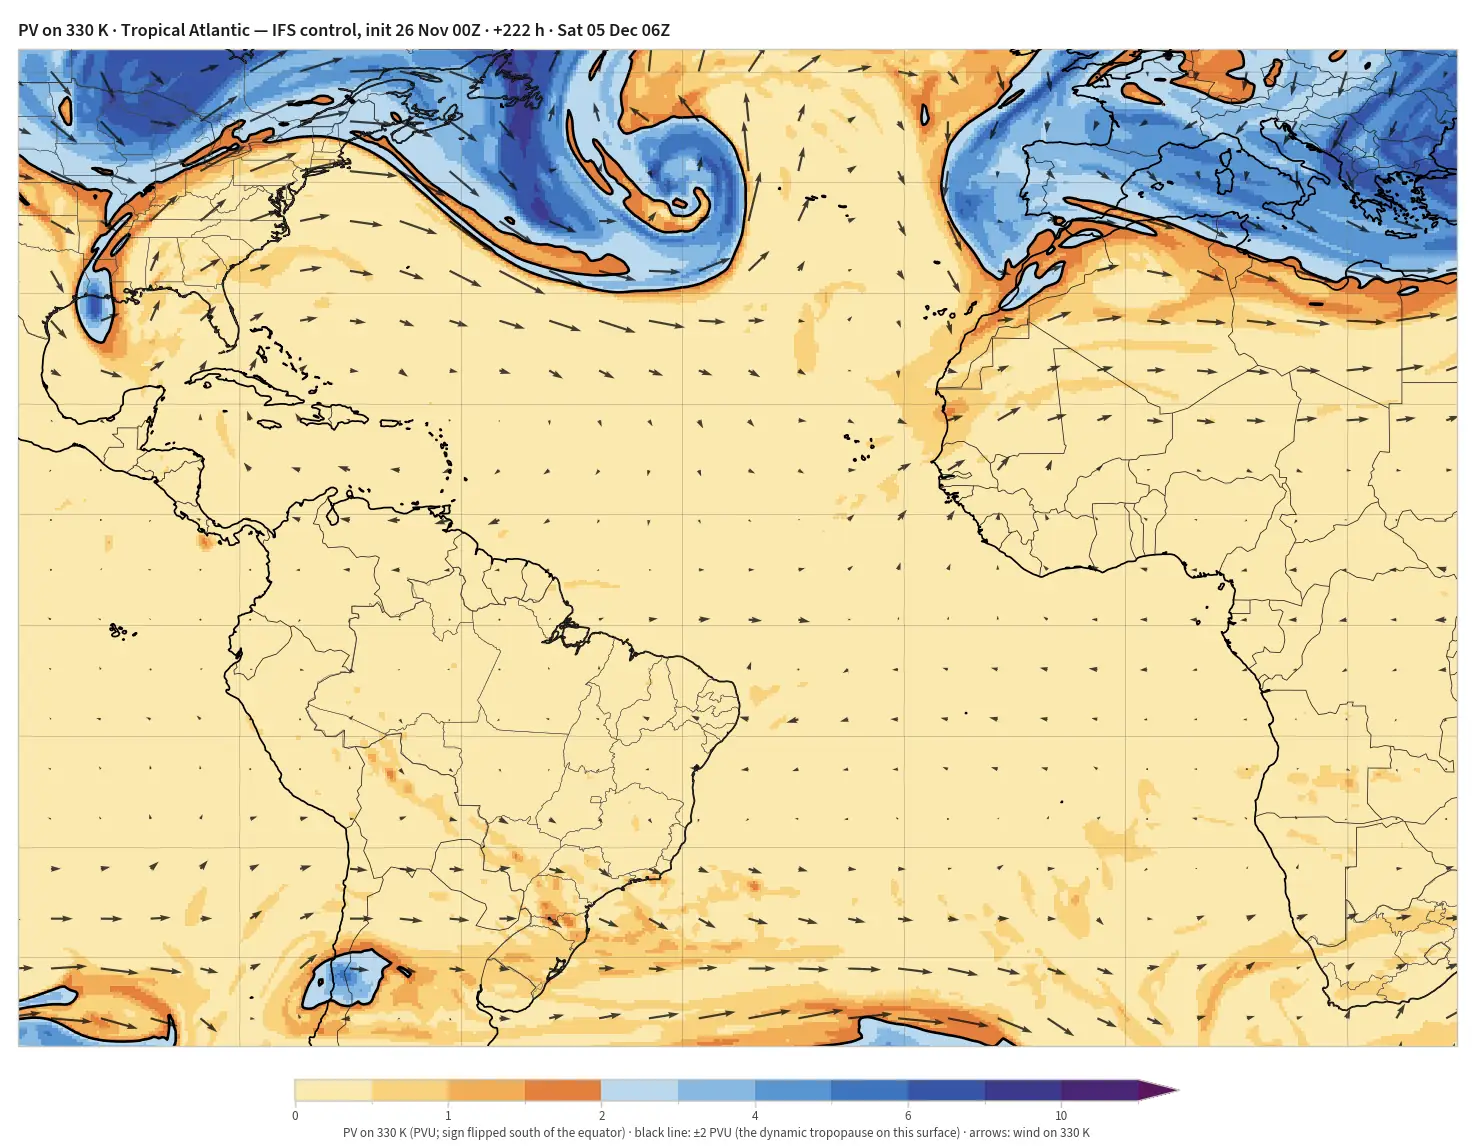 PV on 330 K · Tropical Atlantic — IFS control, init 26 Nov 00Z · +222 h · Sat 05 Dec 06Z
0 1 2 4 6 10
PV on 330 K (PVU; sign flipped south of the equator) · black line: ±2 PVU (the dynamic tropopause on this surface) · arrows: wind on 330 K